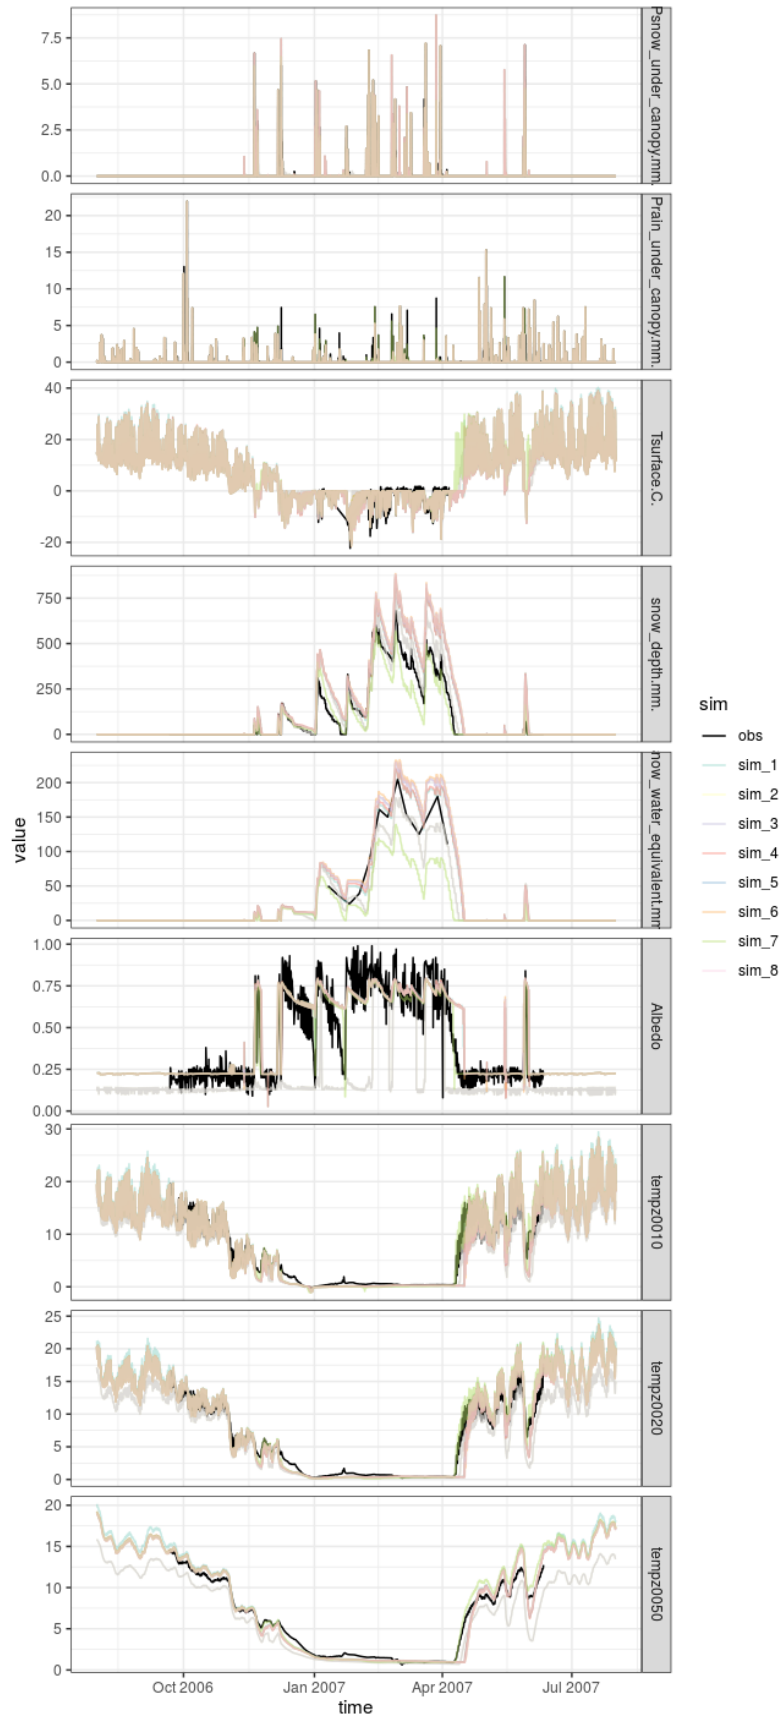 7.5
5.0
2.5
0.0
Psnow_under_canopy.mm.
20
15
10
5
0
Prain_under_canopy.mm.
40
20
0
-20
Tsurface.C.
750
500
250
0
snow_depth.mm.
200
150
100
50
0
now_water_equivalent.mm
1.00
0.75
0.50
0.25
0.00
Albedo
30
20
10
0
tempz0010
25
20
15
10
5
0
tempz0020
20
15
10
5
0
tempz0050
Oct 2006
Jan 2007
Apr 2007
Jul 2007
time
value
sim
obs
sim_1
sim_2
sim_3
sim_4
sim_5
sim_6
sim_7
sim_8